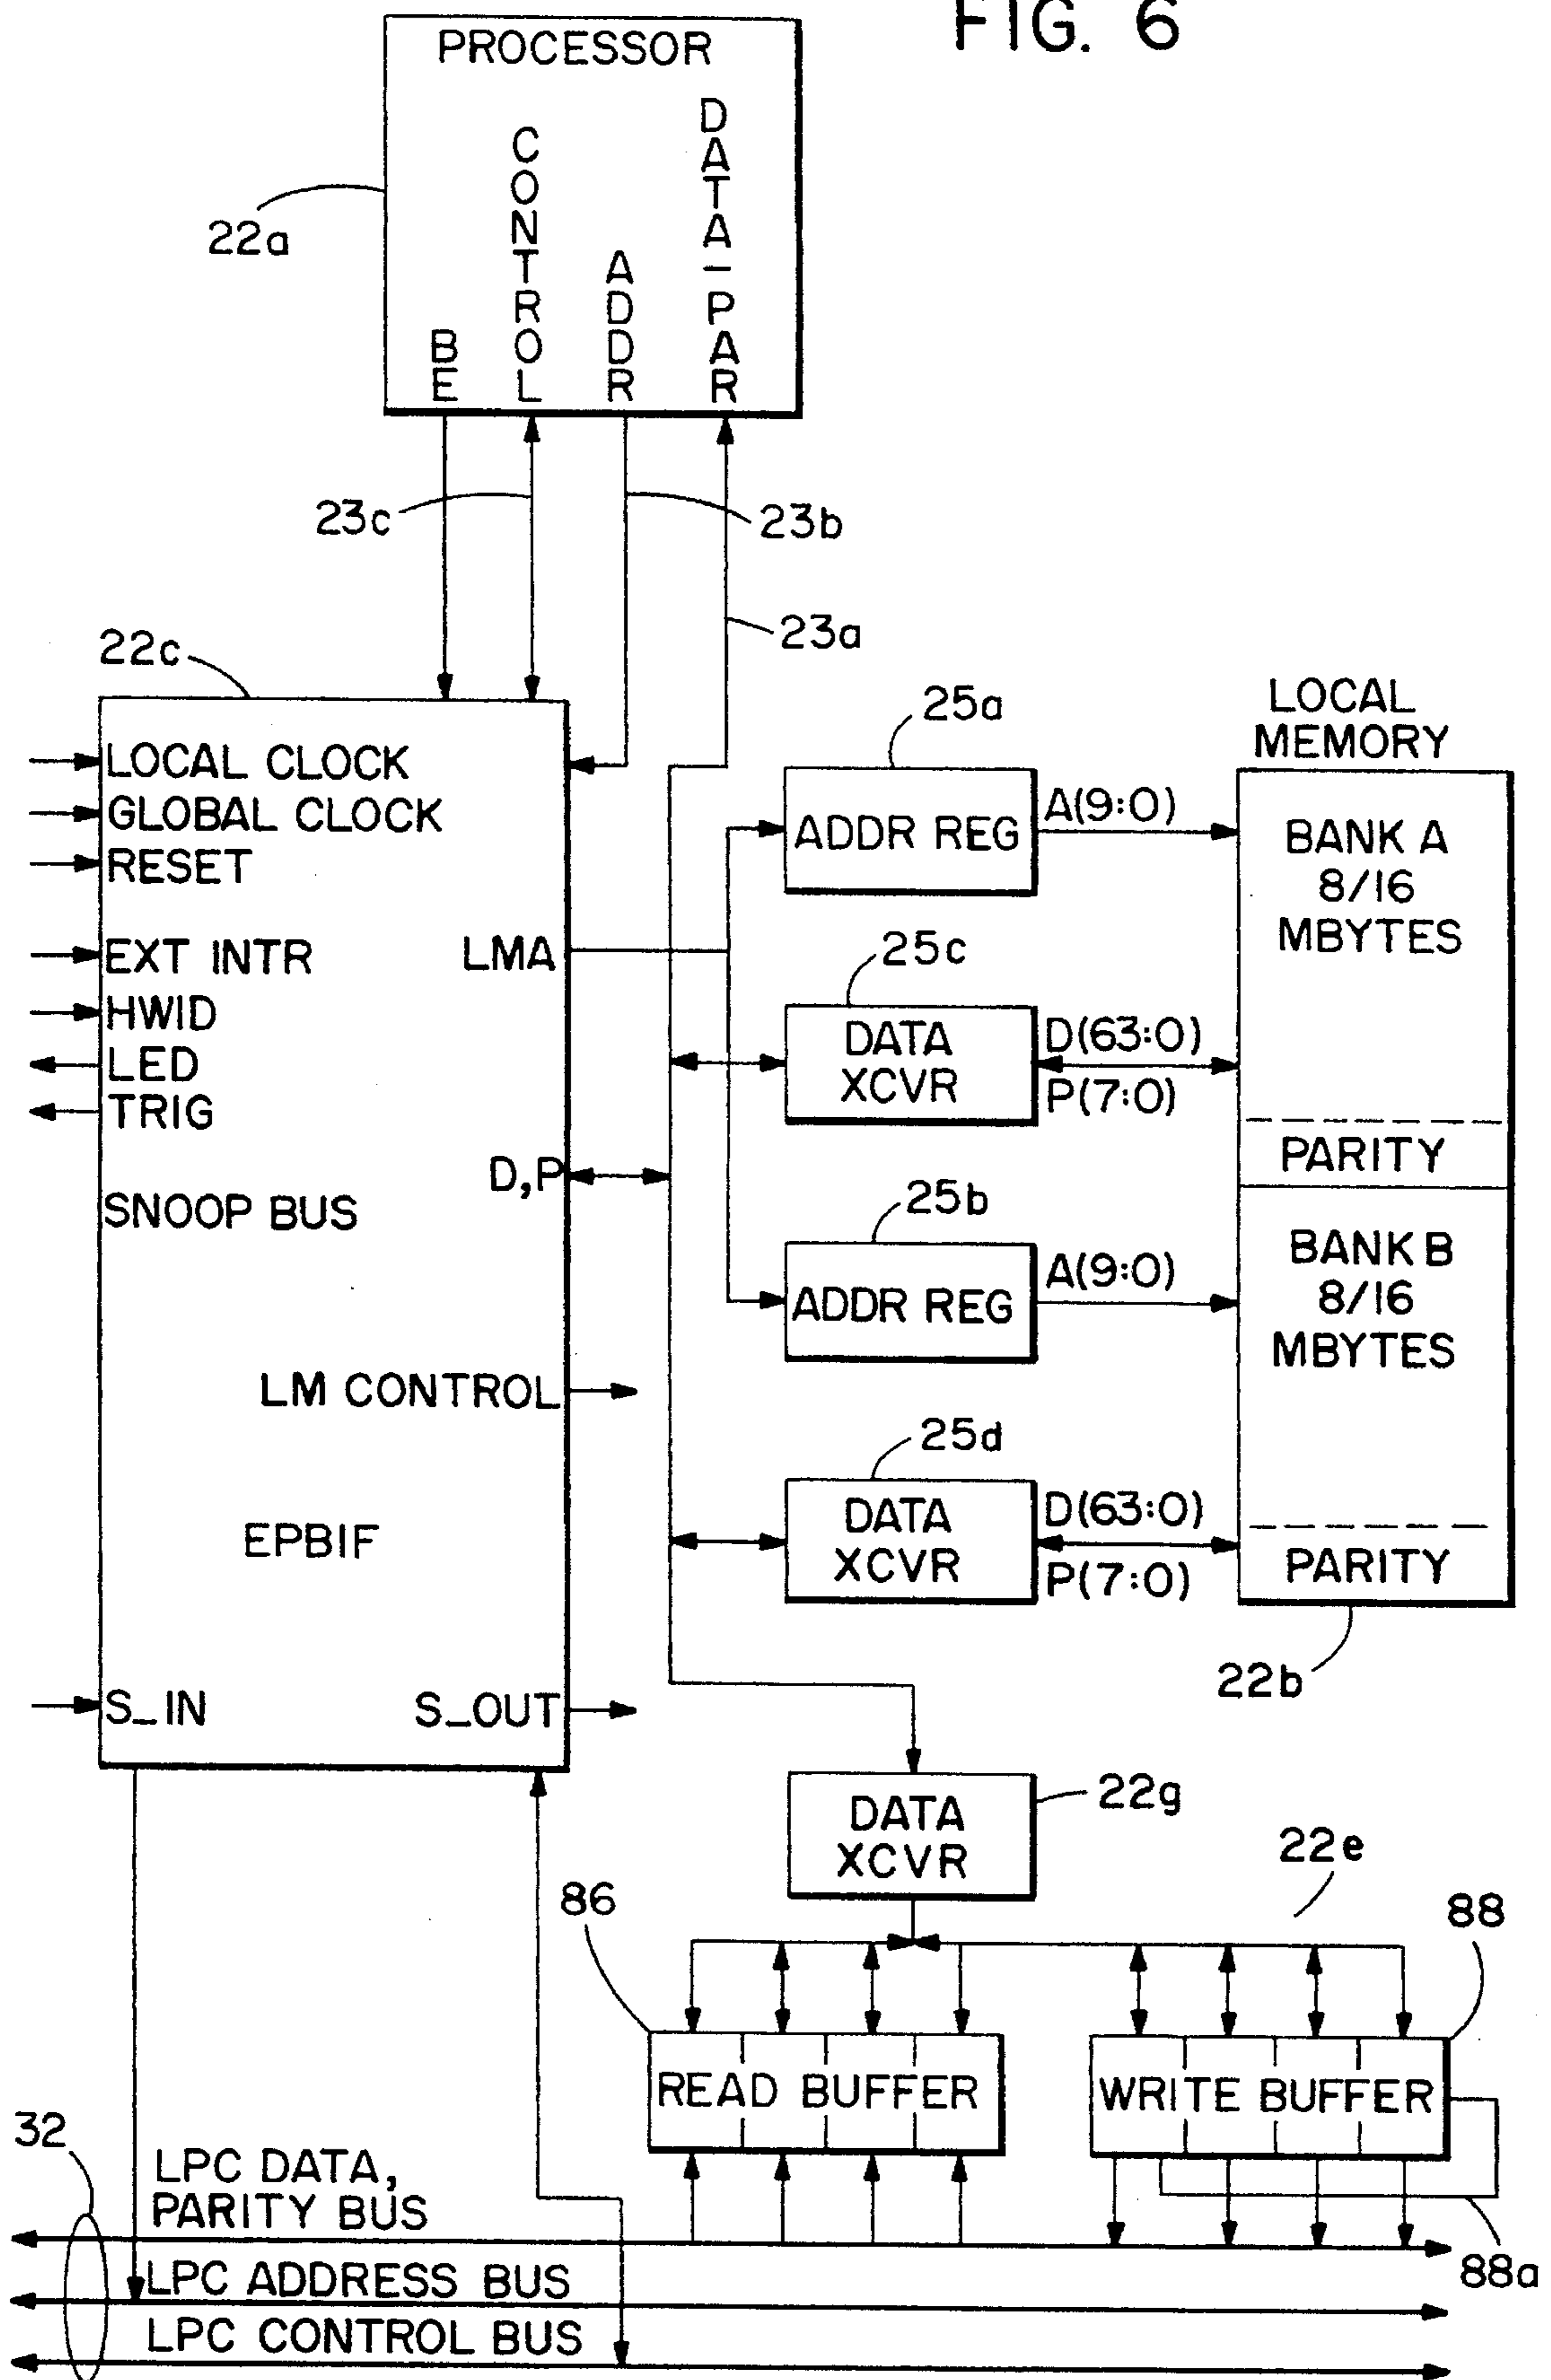 FIG. 6
PROCESSOR
BE
CONTROL
ADDR
DATA-PAR
22a
23c
23b
23a
22c
LOCAL CLOCK
GLOBAL CLOCK
RESET
EXT INTR
HWID
LED
TRIG
SNOOP BUS
LMA
D,P
LM CONTROL
EPBIF
S_IN
S_OUT
25a
ADDR REG
A(9:0)
25c
DATA
XCVR
D(63:0)
P(7:0)
25b
ADDR REG
A(9:0)
25d
DATA
XCVR
D(63:0)
P(7:0)
LOCAL
MEMORY
BANK A
8/16
MBYTES
PARITY
BANK B
8/16
MBYTES
PARITY
22b
DATA
XCVR
22g
22e
86
88
READ BUFFER
WRITE BUFFER
88a
32
LPC DATA,
PARITY BUS
LPC ADDRESS BUS
LPC CONTROL BUS